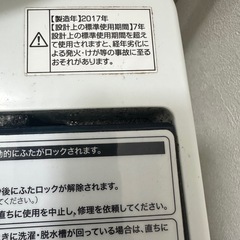 【製造年】2017年
【設計上の標準使用期間】7年
設計上の標準使用期間を超え
て使用されますと、経年劣化によ
る発火・けが等の事故に至る
おそれがあります。
動的にふたがロックされます。
や後にふたロックが解除されます。
直ちに使用を中止し、修理を依頼してください。
きに洗濯・脱水槽が回っている場合は、直ちに